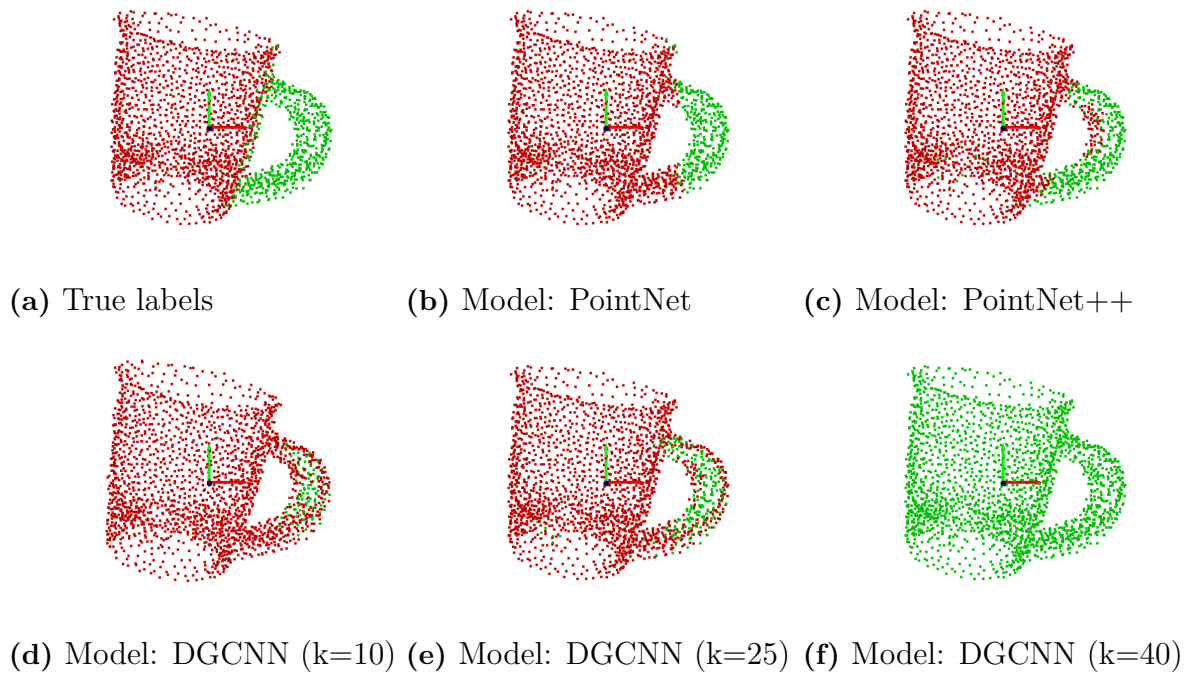 (a) True labels
(b) Model: PointNet
(c) Model: PointNet++
(d) Model: DGCNN (k=10)
(e) Model: DGCNN (k=25)
(f) Model: DGCNN (k=40)